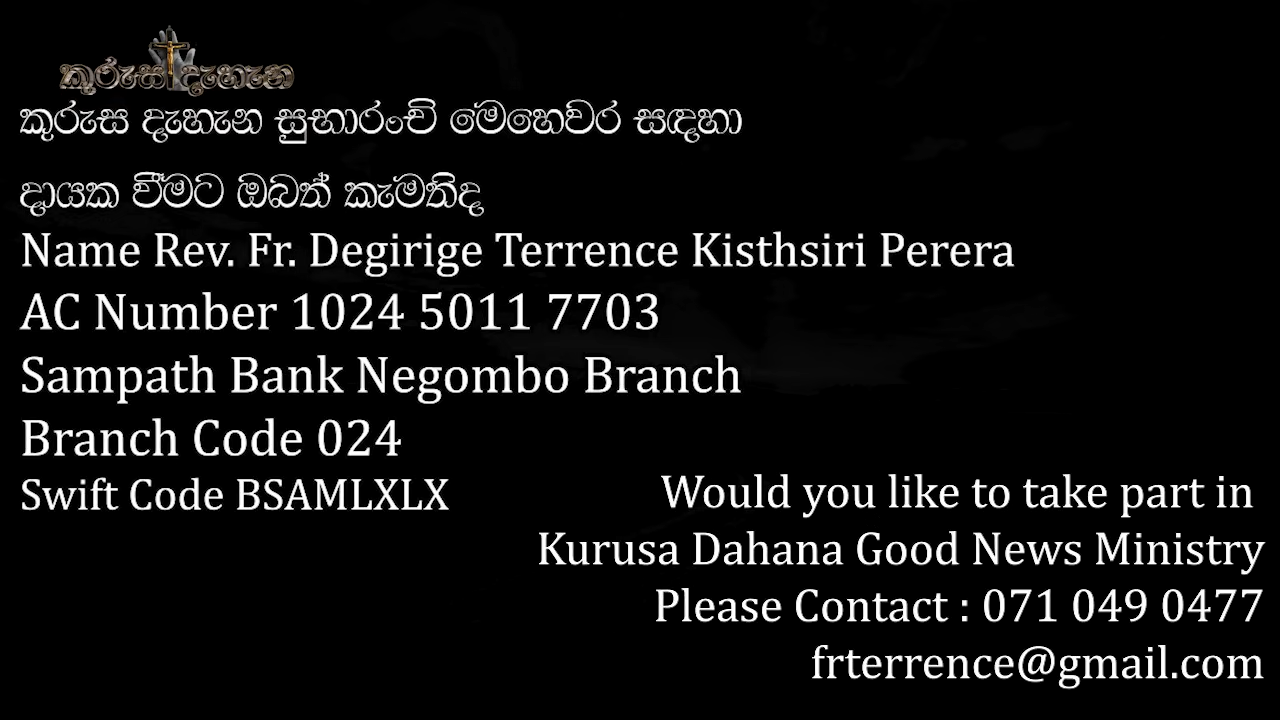 කුරුස දැහැන
කුරුස දැහැන සුභාරංචි මෙහෙවර සඳහා
දායක වීමට ඔබත් කැමතිද
Name Rev. Fr. Degirige Terrence Kisthsiri Perera
AC Number 1024 5011 7703
Sampath Bank Negombo Branch
Branch Code 024
Swift Code BSAMLXLX
Would you like to take part in
Kurusa Dahana Good News Ministry
Please Contact : 071 049 0477
frterrence@gmail.com